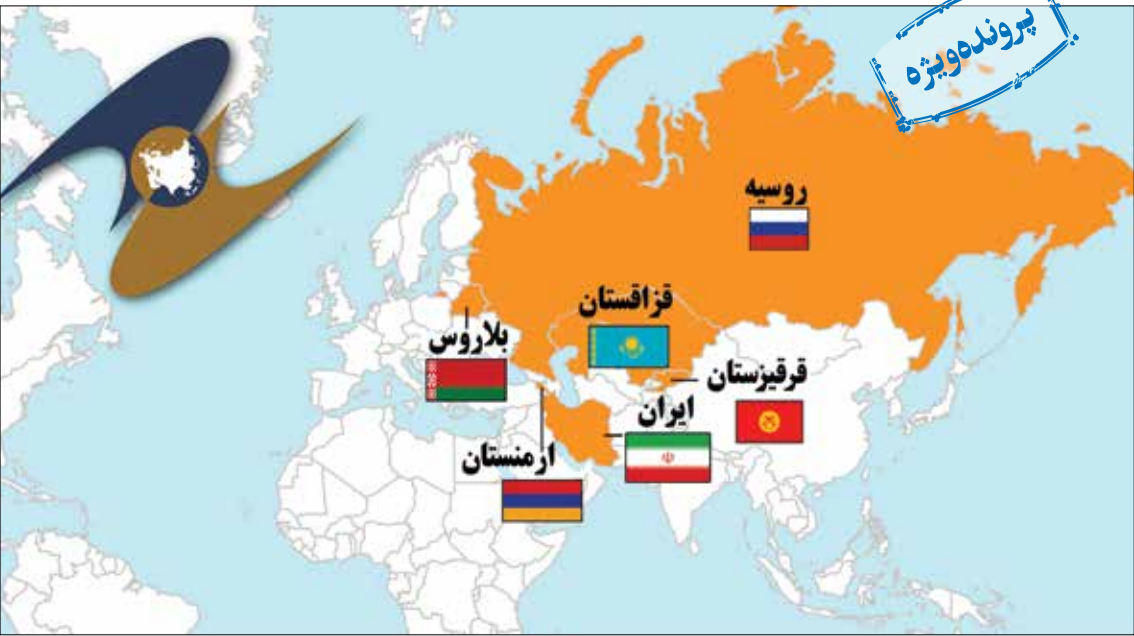 پرونده‌ویژه
روسیه
قزاقستان
بلاروس
قرقیزستان
ایران
ارمنستان